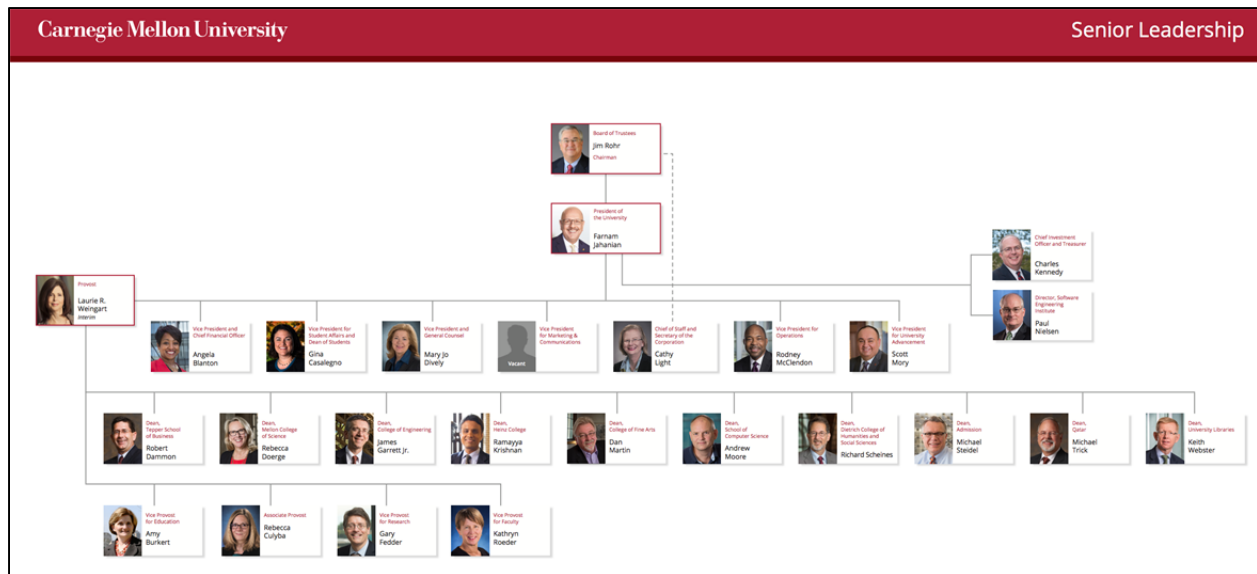 Carnegie Mellon University
Senior Leadership
Board of Trustees
Jim Rohr
Chairman
President of
the University
Farnam
Jahanian
Chief Investment
Officer and Treasurer
Charles
Kennedy
Director, Software
Engineering
Institute
Paul
Nielsen
Provost
Laurie R.
Weingart
Interim
Vice President and
Chief Financial Officer
Angela
Blanton
Vice President for
Student Affairs and
Dean of Students
Gina
Casalegno
Vice President and
General Counsel
Mary Jo
Dively
Vacant
Vice President
for Marketing &
Communications
Chief of Staff and
Secretary of the
Corporation
Cathy
Light
Vice President for
Operations
Rodney
McClendon
Vice President
for University
Advancement
Scott
Mory
Dean,
Tepper School
of Business
Robert
Dammon
Dean,
Mellon College
of Science
Rebecca
Doerge
Dean,
College of Engineering
James
Garrett Jr.
Dean,
Heinz College
Ramayya
Krishnan
Dean,
College of Fine Arts
Dan
Martin
Dean,
School of
Computer Science
Andrew
Moore
Dean,
Dietrich College of
Humanities and
Social Sciences
Richard Scheines
Dean,
Admission
Michael
Steidel
Dean,
Qatar
Michael
Trick
Dean,
University Libraries
Keith
Webster
Vice Provost
for Education
Amy
Burkert
Associate Provost
Rebecca
Culyba
Vice Provost
for Research
Gary
Fedder
Vice Provost
for Faculty
Kathryn
Roeder